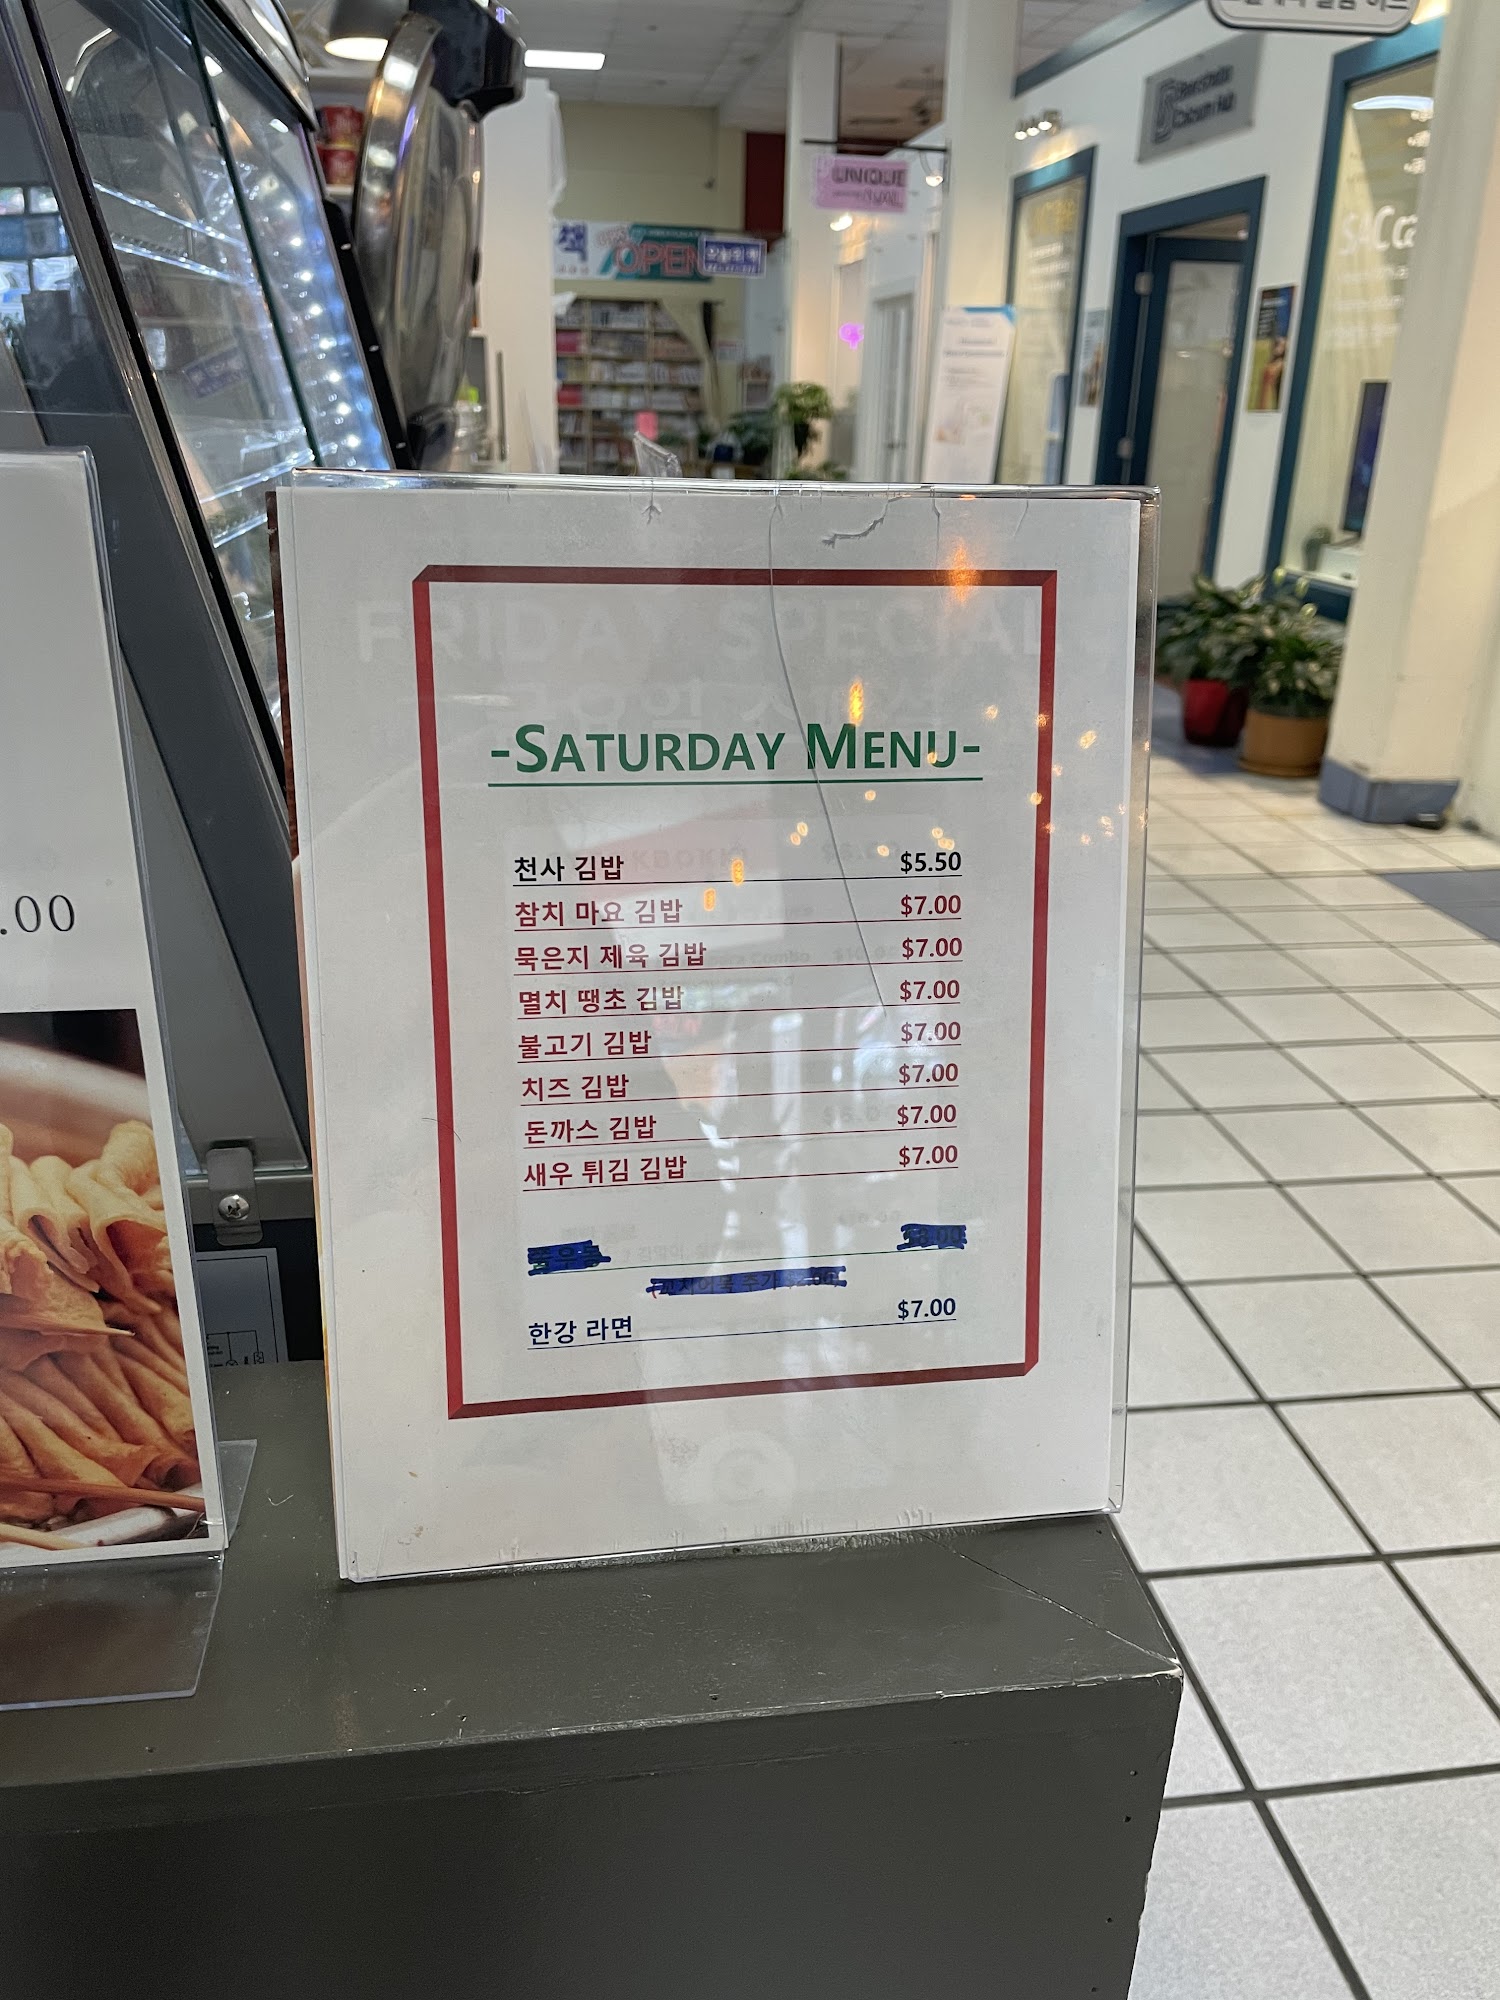 UNIQUE
책
OPEN
.00
FRIDAY SPECIAL
-SATURDAY MENU-
천사 김밥 $5.50
참치 마요 김밥 $7.00
묵은지 제육 김밥 $7.00
멸치 땡초 김밥 $7.00
불고기 김밥 $7.00
치즈 김밥 $7.00
돈까스 김밥 $7.00
새우 튀김 김밥 $7.00
한강 라면 $7.00